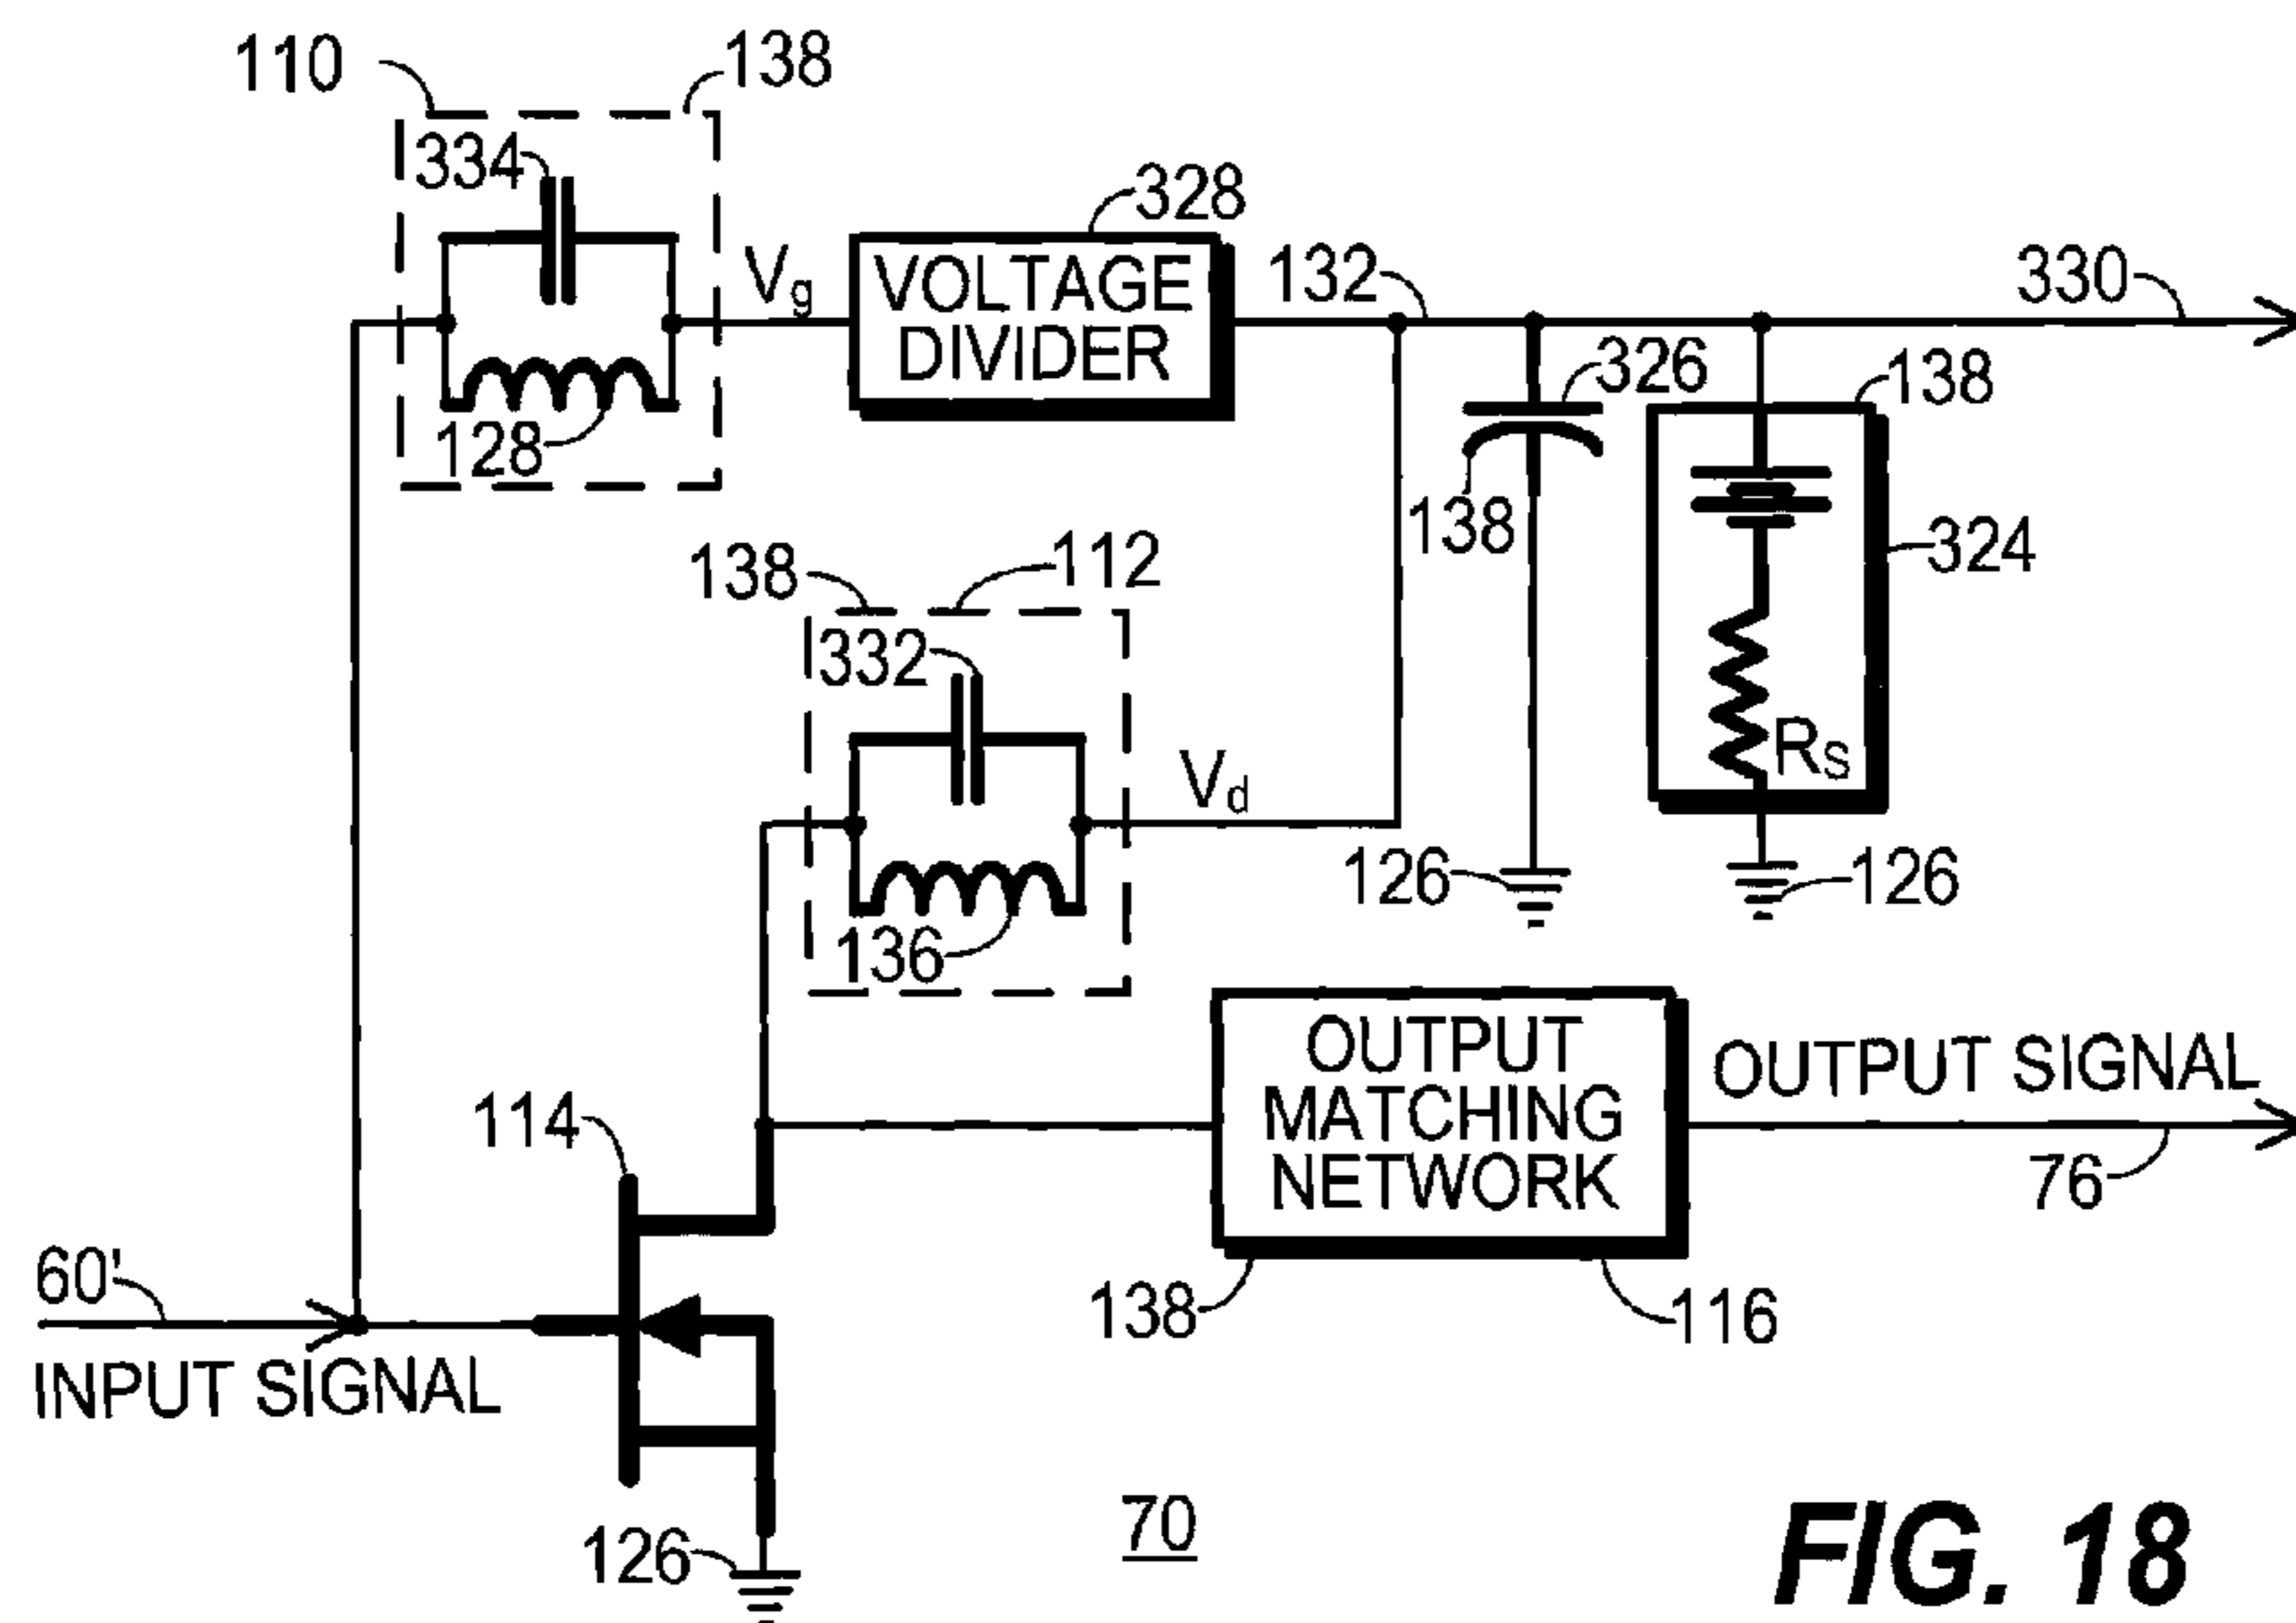 110
138
334
328
Vg
VOLTAGE
DIVIDER
132
330
326
138
128
138
324
138
112
332
Rs
Vd
126
126
136
OUTPUT
MATCHING
NETWORK
OUTPUT SIGNAL
114
76
60'
138
116
INPUT SIGNAL
70
126
FIG. 18